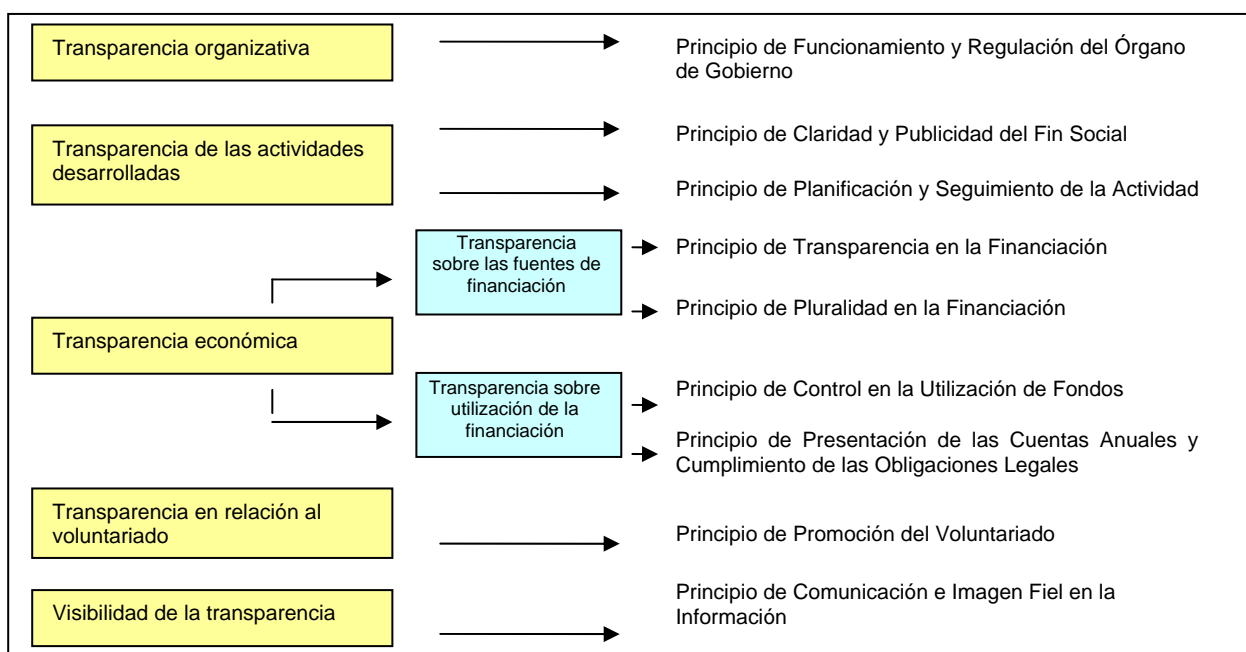 Transparencia organizativa
Principio de Funcionamiento y Regulación del Órgano
de Gobierno
Transparencia de las actividades
desarrolladas
Principio de Claridad y Publicidad del Fin Social
Principio de Planificación y Seguimiento de la Actividad
Transparencia económica
Transparencia
sobre las fuentes de
financiación
Principio de Transparencia en la Financiación
Principio de Pluralidad en la Financiación
Transparencia sobre
utilización de la
financiación
Principio de Control en la Utilización de Fondos
Principio de Presentación de las Cuentas Anuales y
Cumplimiento de las Obligaciones Legales
Transparencia en relación al
voluntariado
Principio de Promoción del Voluntariado
Visibilidad de la transparencia
Principio de Comunicación e Imagen Fiel en la
Información